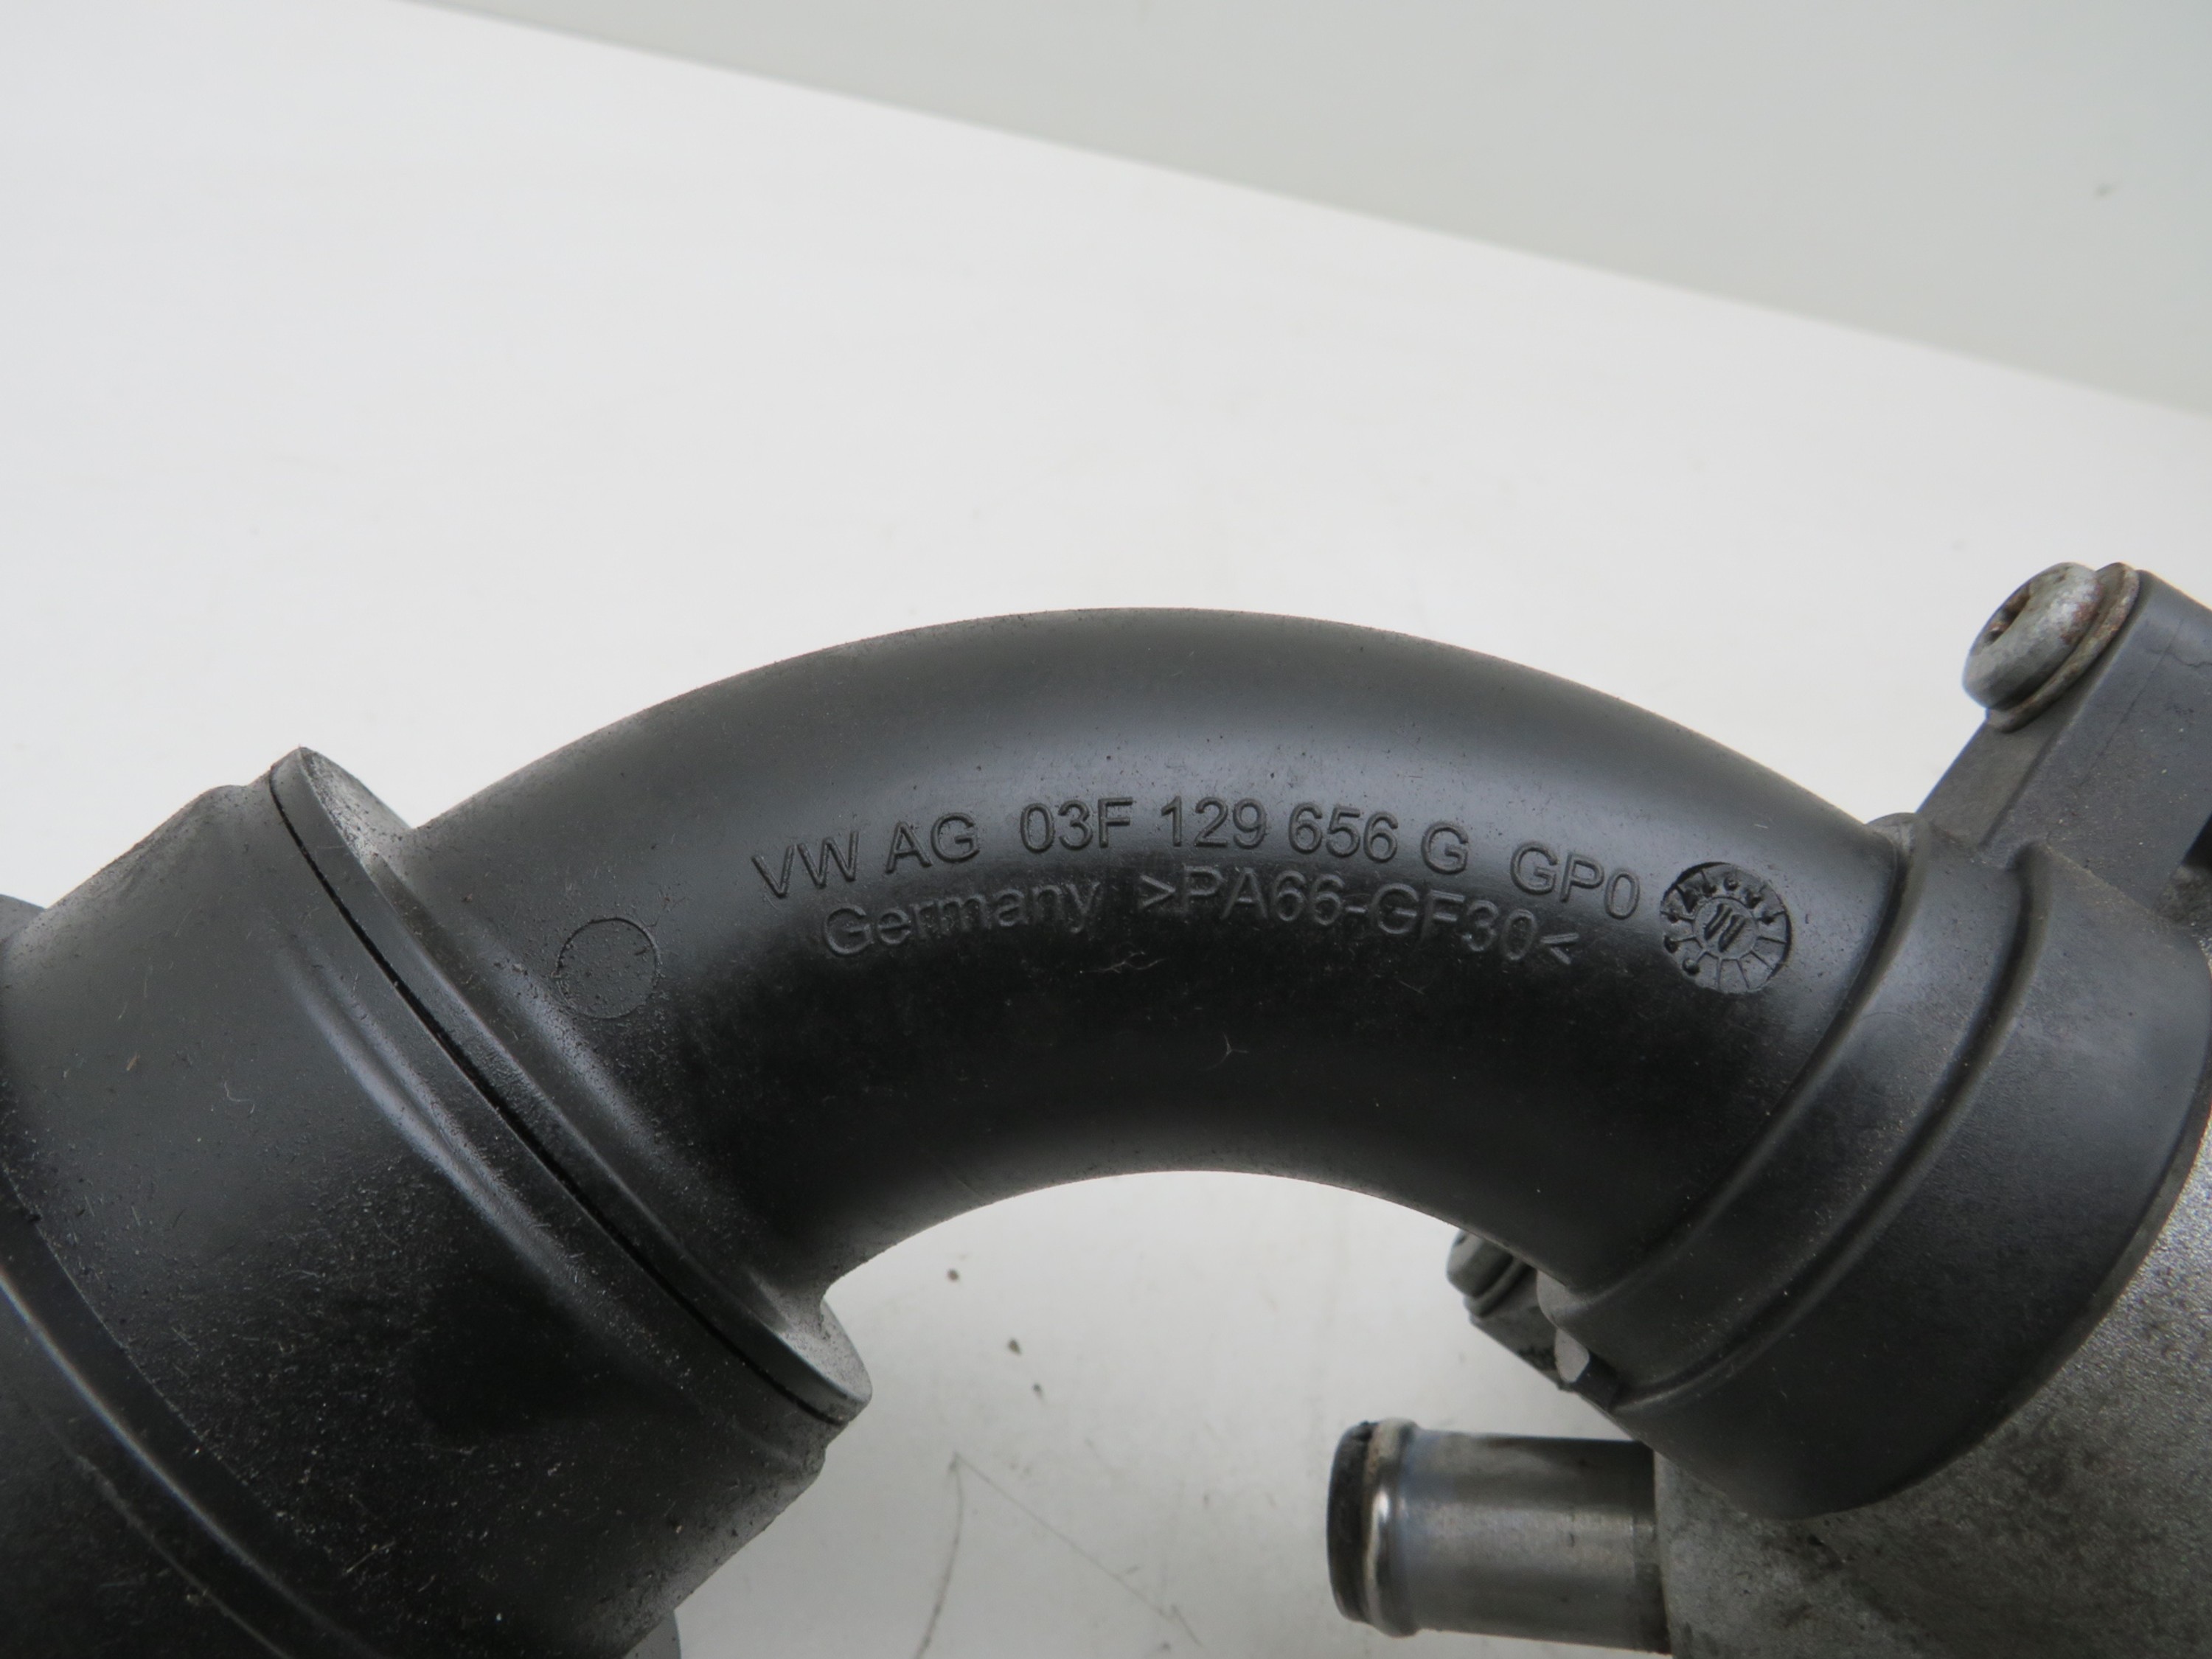 VW AG 03F 129 656 G GP0
Germany >PA66-GF30<